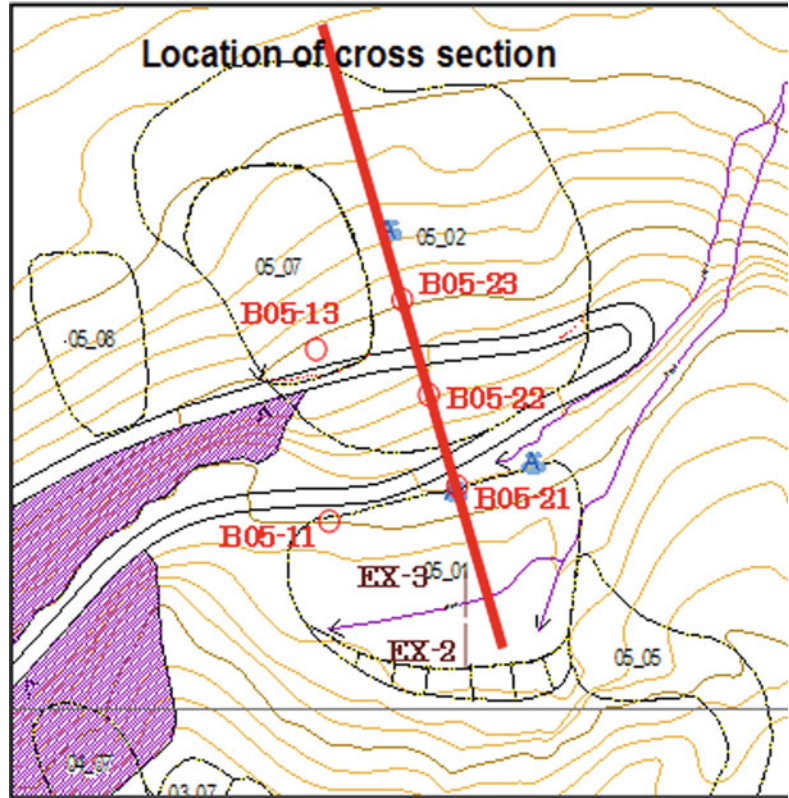 Location of cross section
05_02
05_07
B05-23
B05-13
05_08
B05-22
B05-21
B05-11
EX-3
05_01
EX-2
05_05
04_07
03_07